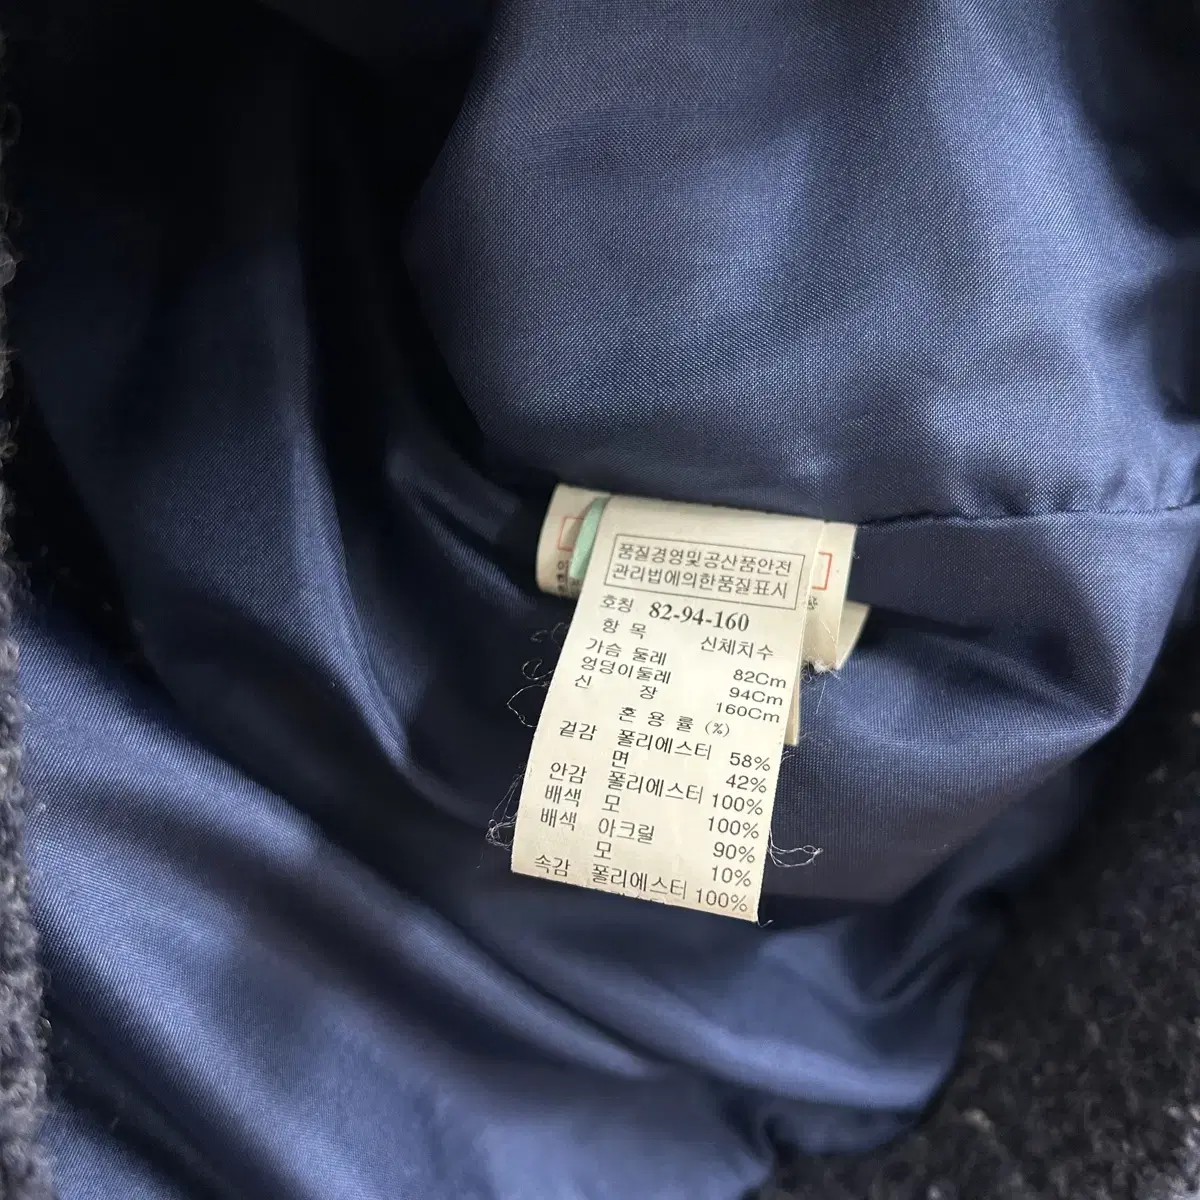 품질경영및공산품안전
관리법에의한품질표시
호칭 82-94-160
항목 신체치수
가슴 둘레 82Cm
엉덩이둘레 94Cm
신 장 160Cm
혼 용 률 (%)
겉감 폴리에스터 58%
면 42%
안감 폴리에스터 100%
배색 모 100%
배색 아크릴 90%
모 10%
속감 폴리에스터 100%